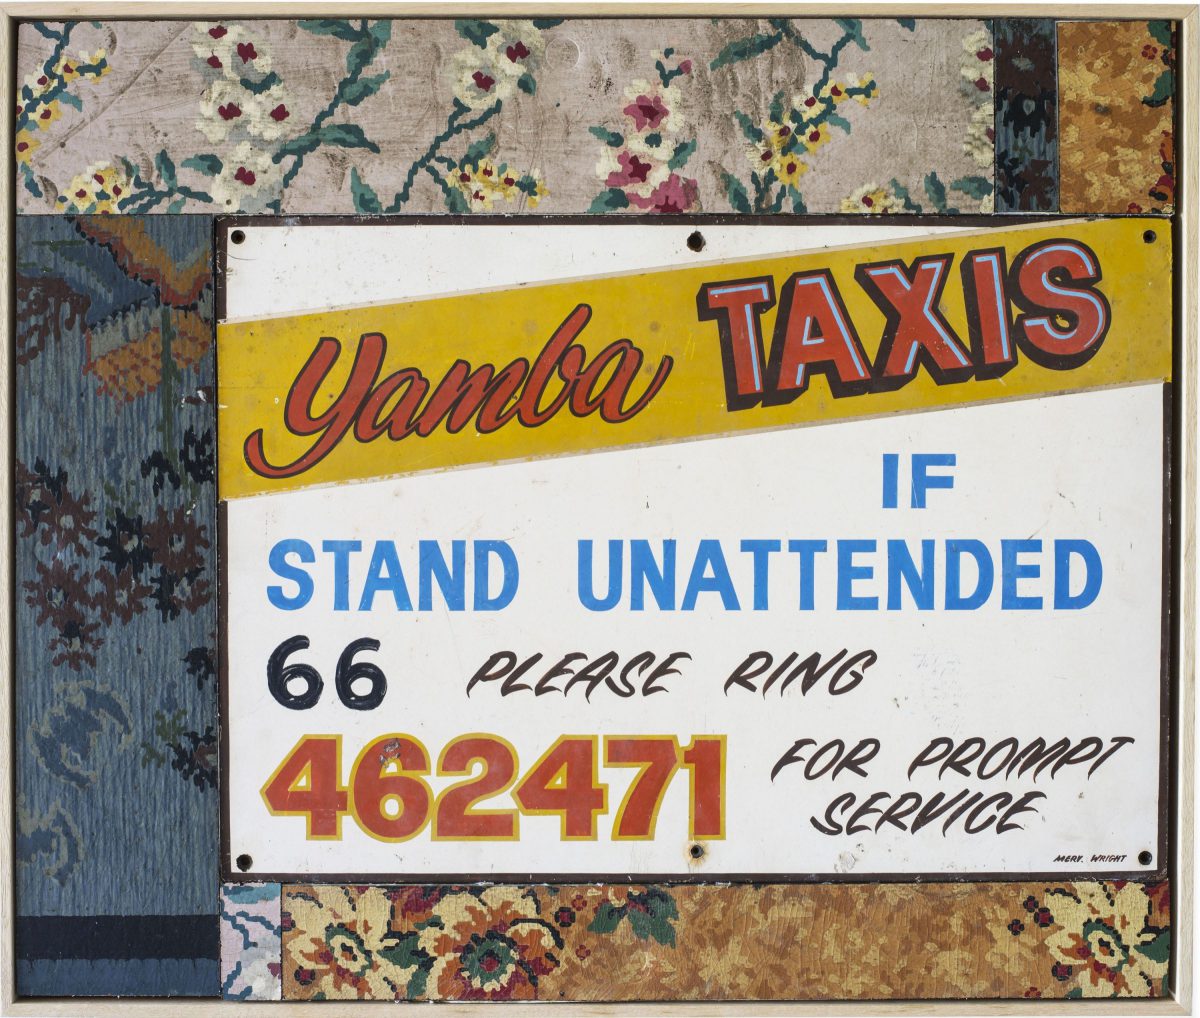 Yamba TAXIS
IF
STAND UNATTENDED
66 PLEASE RING
462471 FOR PROMPT
SERVICE
MERV. WRIGHT